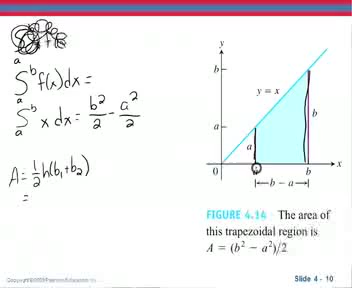 a
∫ₐᵇ f(x)dx =
∫ₐᵇ x dx = b²/2 - a²/2
A = 1/2 h(b₁+b₂)
=
y
b
y = x
a
a
b
0
b
x
b − a
FIGURE 4.14 The area of
this trapezoidal region is
A = (b² − a²)/2.
Slide 4 - 10